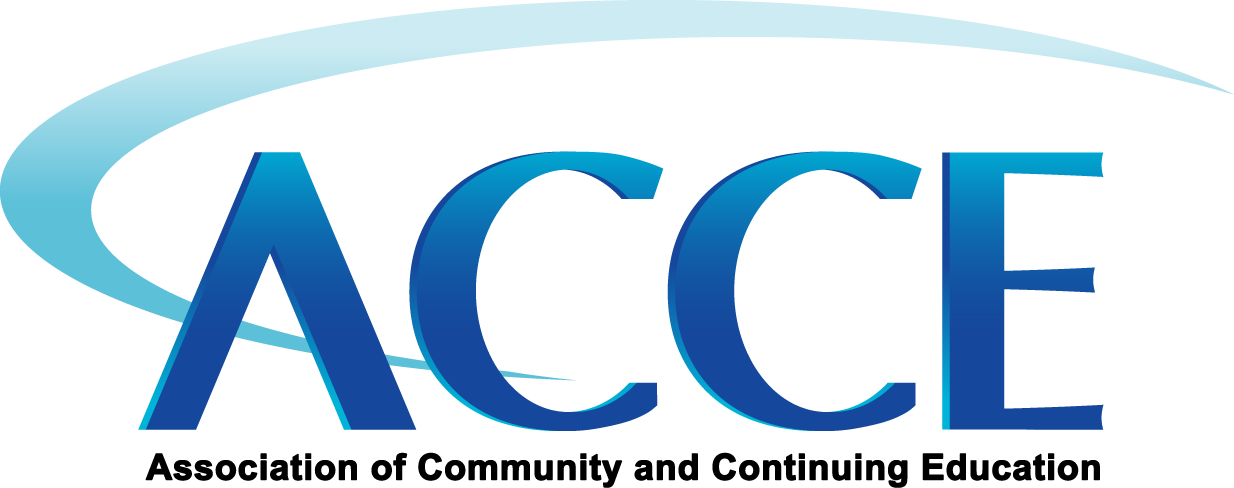 ACCE
Association of Community and Continuing Education